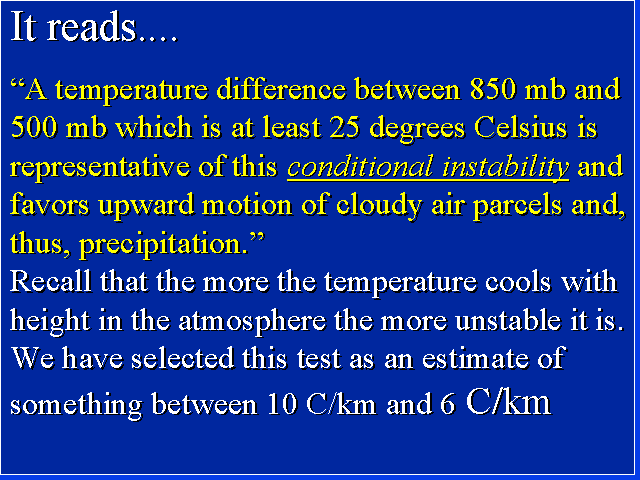 It reads....
“A temperature difference between 850 mb and
500 mb which is at least 25 degrees Celsius is
representative of this conditional instability and
favors upward motion of cloudy air parcels and,
thus, precipitation.”
Recall that the more the temperature cools with
height in the atmosphere the more unstable it is.
We have selected this test as an estimate of
something between 10 C/km and 6 C/km